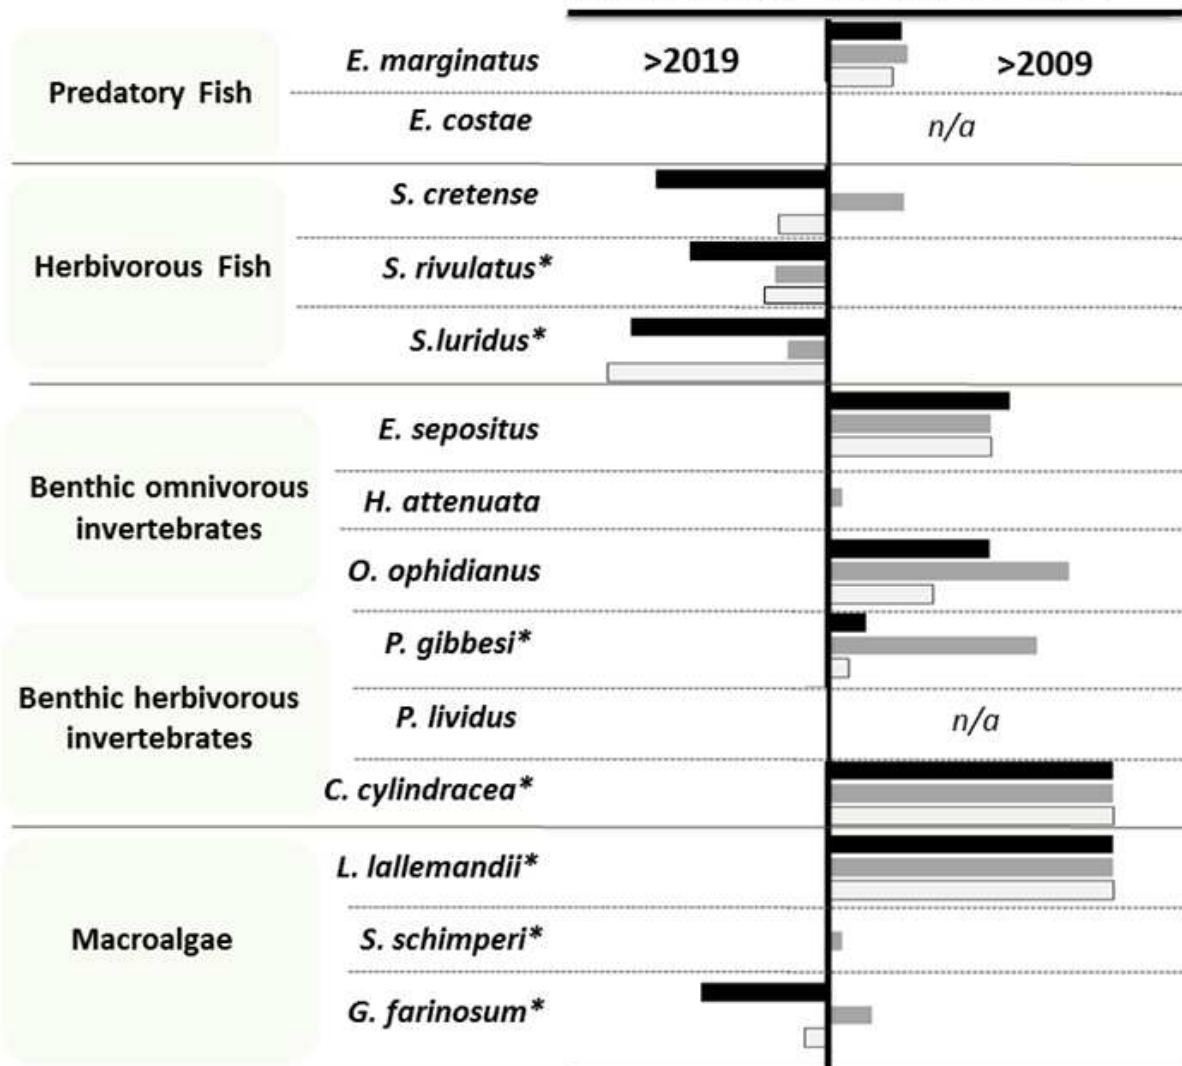 >2019
>2009
Predatory Fish
E. marginatus
E. costae
n/a
Herbivorous Fish
S. cretense
S. rivulatus*
S.luridus*
Benthic omnivorous
invertebrates
E. sepositus
H. attenuata
O. ophidianus
Benthic herbivorous
invertebrates
P. gibbesi*
P. lividus
n/a
C. cylindracea*
Macroalgae
L. lallemandii*
S. schimperi*
G. farinosum*